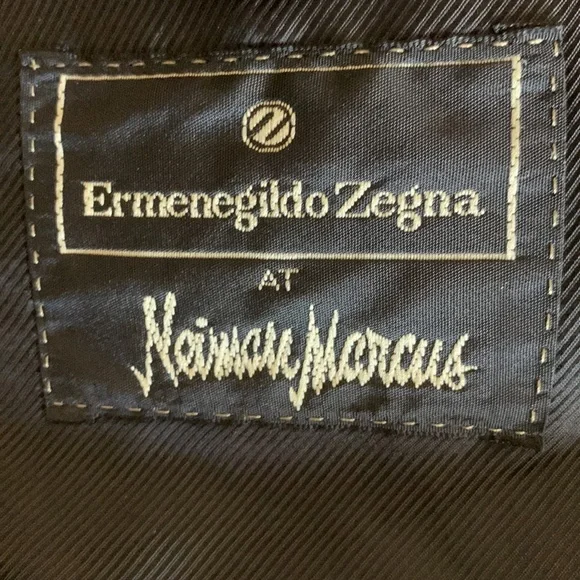 Z
Ermenegildo Zegna
AT
Neiman Marcus